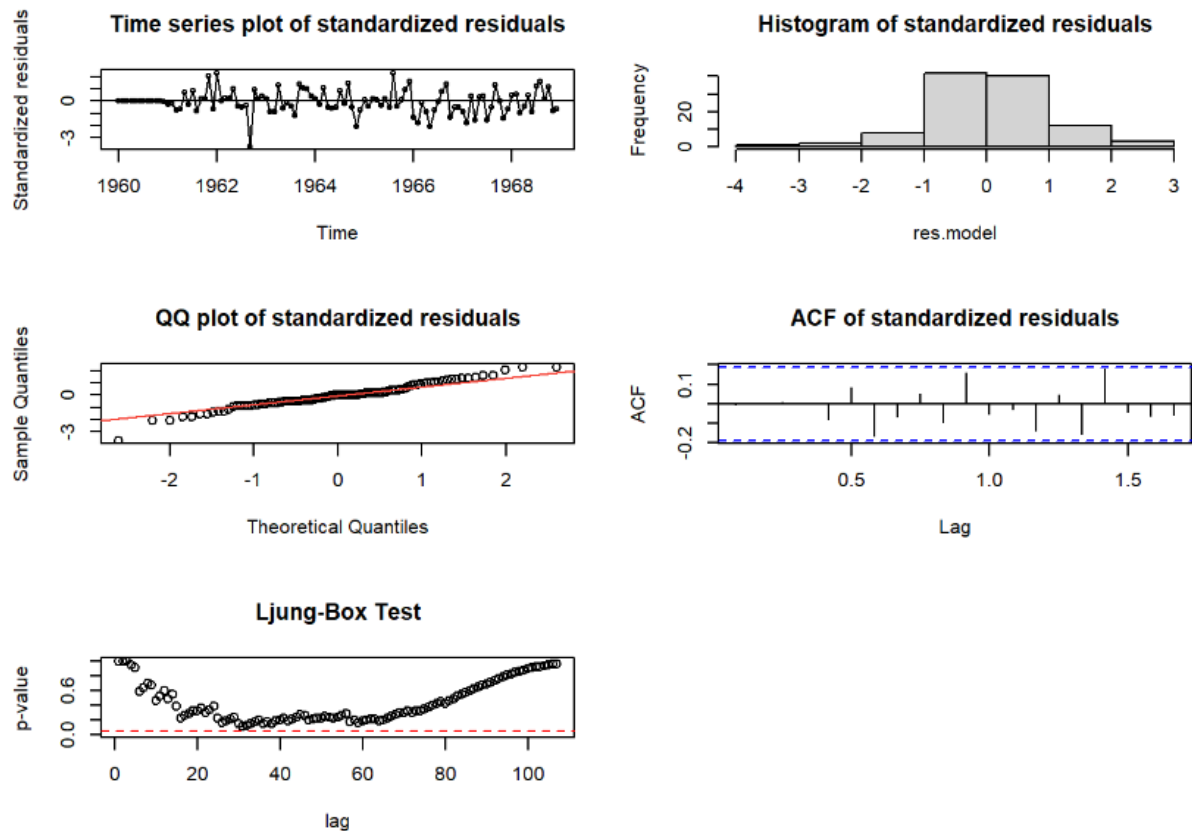 Time series plot of standardized residuals
Standardized residuals
0
-3
1960 1962 1964 1966 1968
Time
Histogram of standardized residuals
Frequency
20
0
-4 -3 -2 -1 0 1 2 3
res.model
QQ plot of standardized residuals
Sample Quantiles
0
-3
-2 -1 0 1 2
Theoretical Quantiles
ACF of standardized residuals
ACF
0.1
-0.2
0.5 1.0 1.5
Lag
Ljung-Box Test
p-value
0.6
0.0
0 20 40 60 80 100
lag